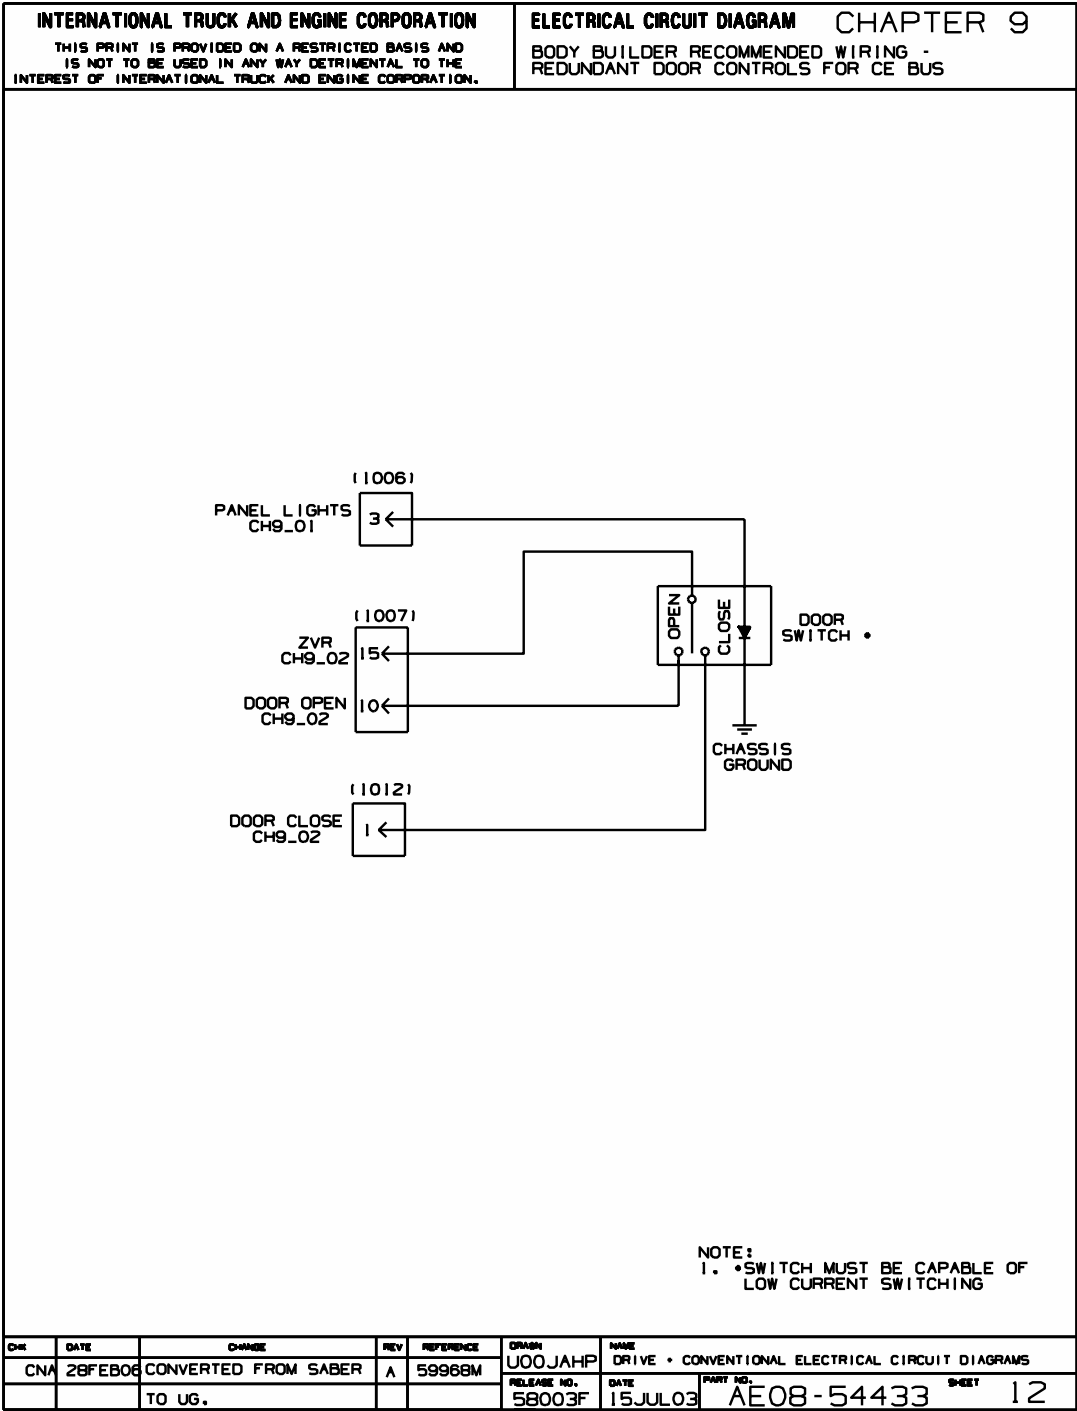 INTERNATIONAL TRUCK AND ENGINE CORPORATION
THIS PRINT IS PROVIDED ON A RESTRICTED BASIS AND
IS NOT TO BE USED IN ANY WAY DETRIMENTAL TO THE
INTEREST OF INTERNATIONAL TRUCK AND ENGINE CORPORATION.
ELECTRICAL CIRCUIT DIAGRAM CHAPTER 9
BODY BUILDER RECOMMENDED WIRING -
REDUNDANT DOOR CONTROLS FOR CE BUS
(1006)
PANEL LIGHTS
CH9_01
3
(1007)
ZVR
CH9_02
15
DOOR OPEN
CH9_02
10
(1012)
DOOR CLOSE
CH9_02
1
OPEN
CLOSE
DOOR
SWITCH *
CHASSIS
GROUND
NOTE:
1. *SWITCH MUST BE CAPABLE OF
LOW CURRENT SWITCHING
CHK DATE CHANGE REV REFERENCE
CNA 28FEB06 CONVERTED FROM SABER A 59968M
TO UG.
DRAWN
U00JAHP
NAME
DRIVE * CONVENTIONAL ELECTRICAL CIRCUIT DIAGRAMS
RELEASE NO.
58003F
DATE
15JUL03
PART NO.
AE08-54433
SHEET
12